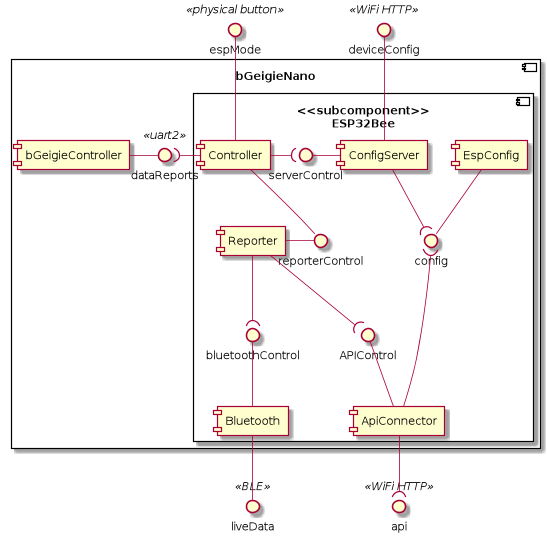 «physical button»
«WiFi HTTP»
espMode
deviceConfig
bGeigieNano
<<subcomponent>>
ESP32Bee
«uart2»
bGeigieController
Controller
ConfigServer
EspConfig
dataReports
serverControl
Reporter
reporterControl
config
bluetoothControl
APIControl
Bluetooth
ApiConnector
«BLE»
«WiFi HTTP»
liveData
api